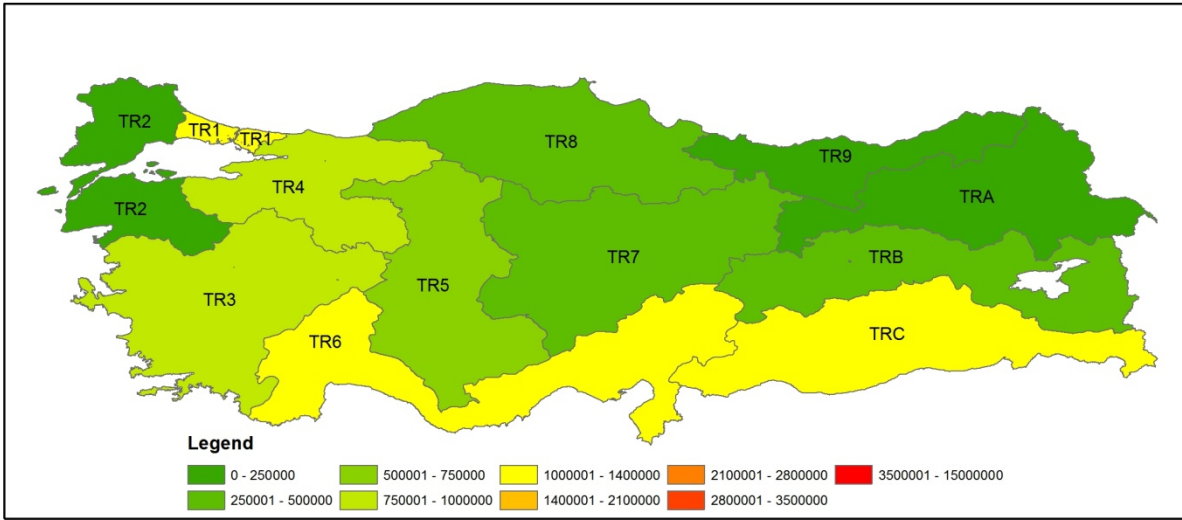 TR2
TR1
TR1
TR8
TR9
TR4
TRA
TR2
TRB
TR7
TR5
TR3
TR6
TRC
Legend
0 - 250000
500001 - 750000
1000001 - 1400000
2100001 - 2800000
3500001 - 15000000
250001 - 500000
750001 - 1000000
1400001 - 2100000
2800001 - 3500000